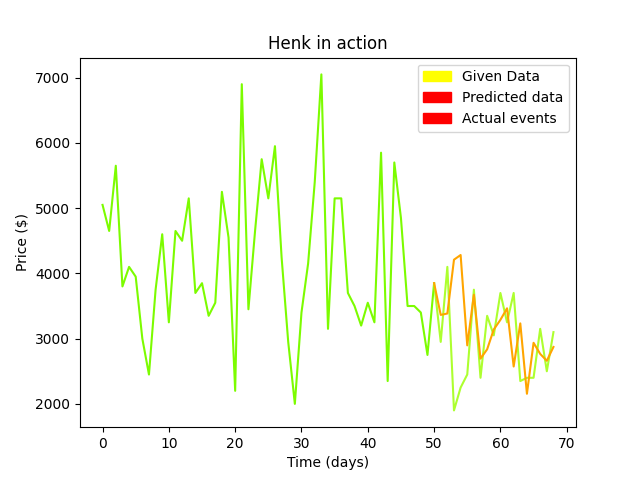 Henk in action
Given Data
Predicted data
Actual events
Price ($)
7000
6000
5000
4000
3000
2000
0 10 20 30 40 50 60 70
Time (days)